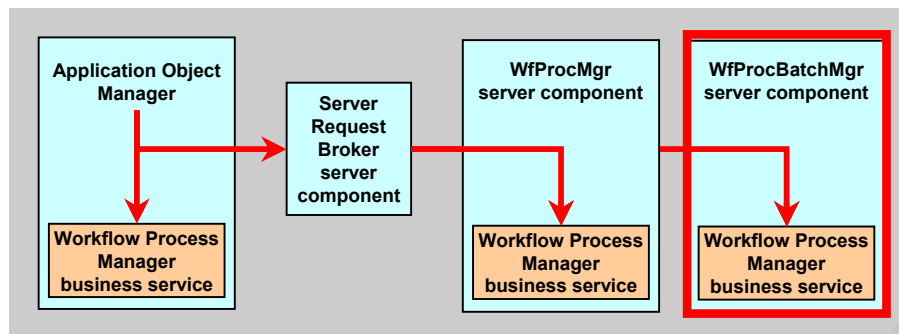 Application Object
Manager
Workflow Process
Manager
business service
Server
Request
Broker
server
component
WfProcMgr
server component
Workflow Process
Manager
business service
WfProcBatchMgr
server component
Workflow Process
Manager
business service